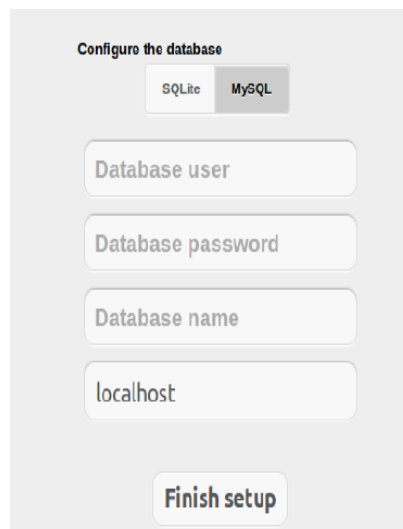 Configure the database
SQLite MySQL
Database user
Database password
Database name
localhost
Finish setup